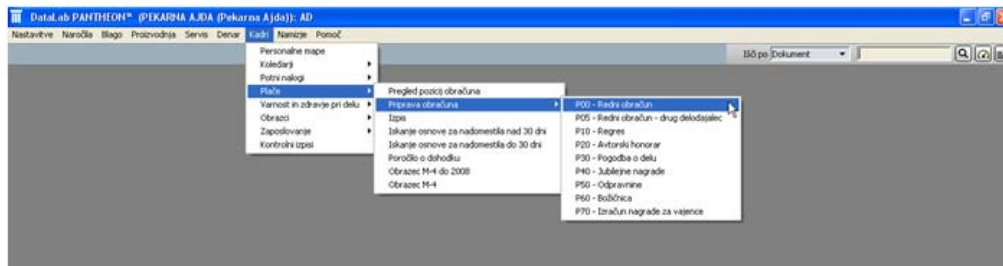 DataLab PANTHEON™ (PEKARNA AJDA (Pekarna Ajda)): AD
Nastavitve Naročila Blago Proizvodnja Servis Denar Kadri Namizje Pomoč
Išči po Dokument
Personalne mape
Koledarji
Potni nalogi
Plače
Varnost in zdravje pri delu
Obrazci
Zaposlovanje
Kontrolni izpisi
Pregled pozicij obračuna
Priprava obračuna
Izpis
Iskanje osnove za nadomestila nad 30 dni
Iskanje osnove za nadomestila do 30 dni
Poročilo o dohodku
Obrazec M-4 do 2008
Obrazec M-4
P00 - Redni obračun
P05 - Redni obračun - drug delodajalec
P10 - Regres
P20 - Avtorski honorar
P30 - Pogodba o delu
P40 - Jubilejne nagrade
P50 - Odpravnine
P60 - Božičnica
P70 - Izračun nagrade za vajence